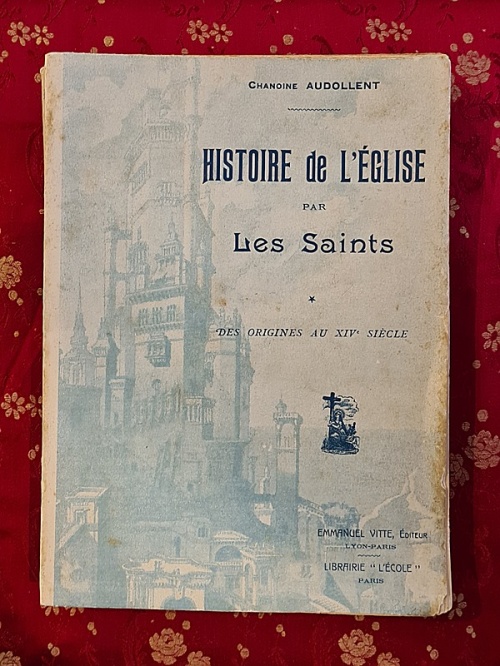 Chanoine AUDOLLENT
HISTOIRE de L'ÉGLISE
PAR
Les Saints
DES ORIGINES AU XIVe SIÈCLE
EMMANUEL VITTE, Éditeur
LYON-PARIS
LIBRAIRIE "L'ÉCOLE"
PARIS